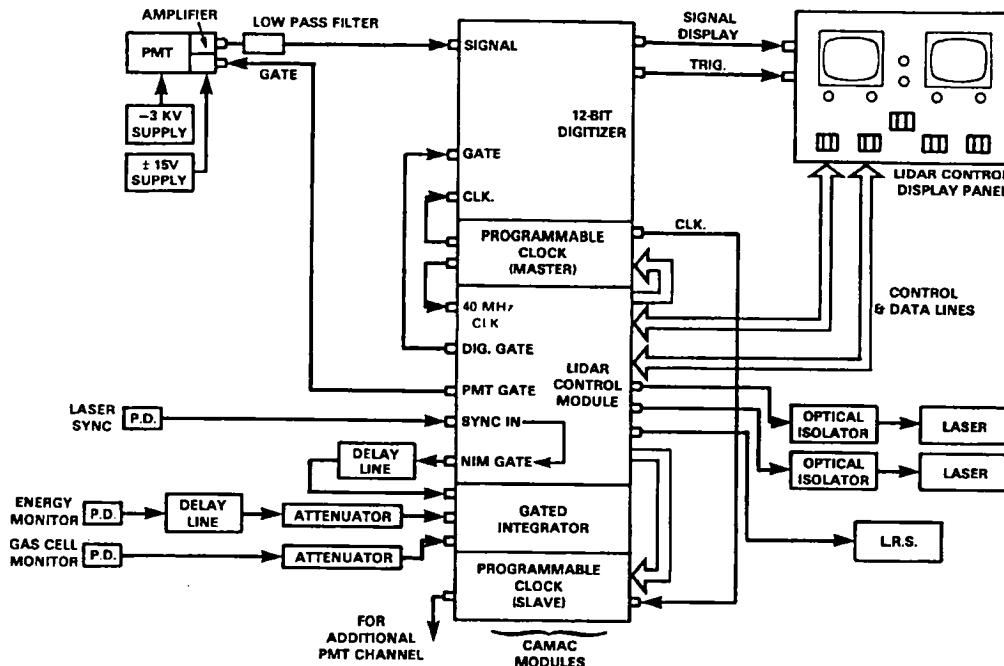 AMPLIFIER
LOW PASS FILTER
PMT
GATE
–3 KV
SUPPLY
± 15V
SUPPLY
SIGNAL
12-BIT
DIGITIZER
GATE
CLK.
SIGNAL
DISPLAY
TRIG.
LIDAR CONTROL
DISPLAY PANEL
PROGRAMMABLE
CLOCK
(MASTER)
CLK.
CONTROL
& DATA LINES
40 MHz
CLK
DIG. GATE
PMT GATE
LIDAR
CONTROL
MODULE
LASER
SYNC
P.D.
SYNC IN
NIM GATE
DELAY
LINE
OPTICAL
ISOLATOR
LASER
OPTICAL
ISOLATOR
LASER
ENERGY
MONITOR
P.D.
DELAY
LINE
ATTENUATOR
GATED
INTEGRATOR
L.R.S.
GAS CELL
MONITOR
P.D.
ATTENUATOR
PROGRAMMABLE
CLOCK
(SLAVE)
FOR
ADDITIONAL
PMT CHANNEL
CAMAC
MODULES